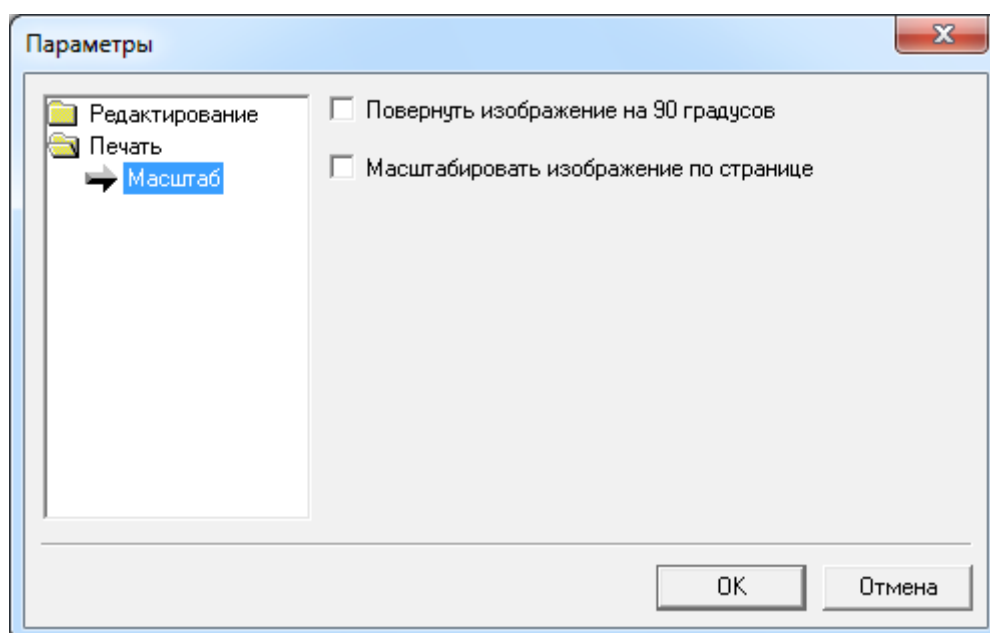 Параметры
Редактирование
Печать
Масштаб
Повернуть изображение на 90 градусов
Масштабировать изображение по странице
OK
Отмена